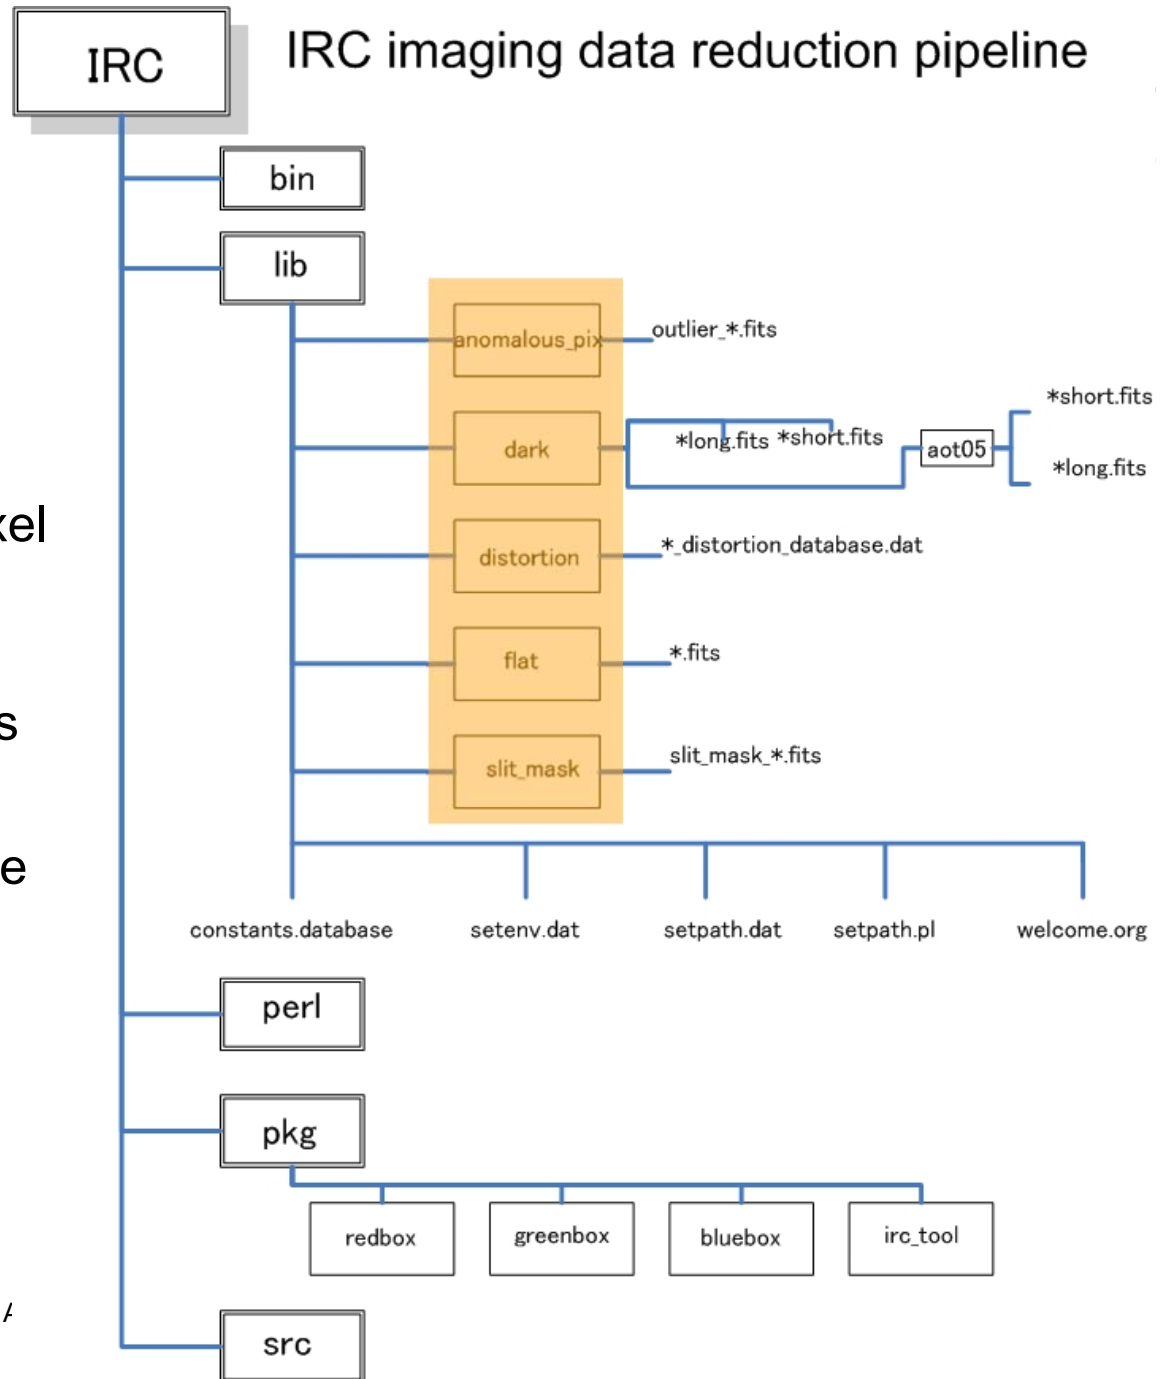 IRC
IRC imaging data reduction pipeline
bin
lib
anomalous_pix
outlier_*.fits
dark
*long.fits
*short.fits
aot05
*short.fits
*long.fits
distortion
*_distortion_database.dat
flat
*.fits
slit_mask
slit_mask_*.fits
xel
s
e
constants.database
setenv.dat
setpath.dat
setpath.pl
welcome.org
perl
pkg
redbox
greenbox
bluebox
irc_tool
src